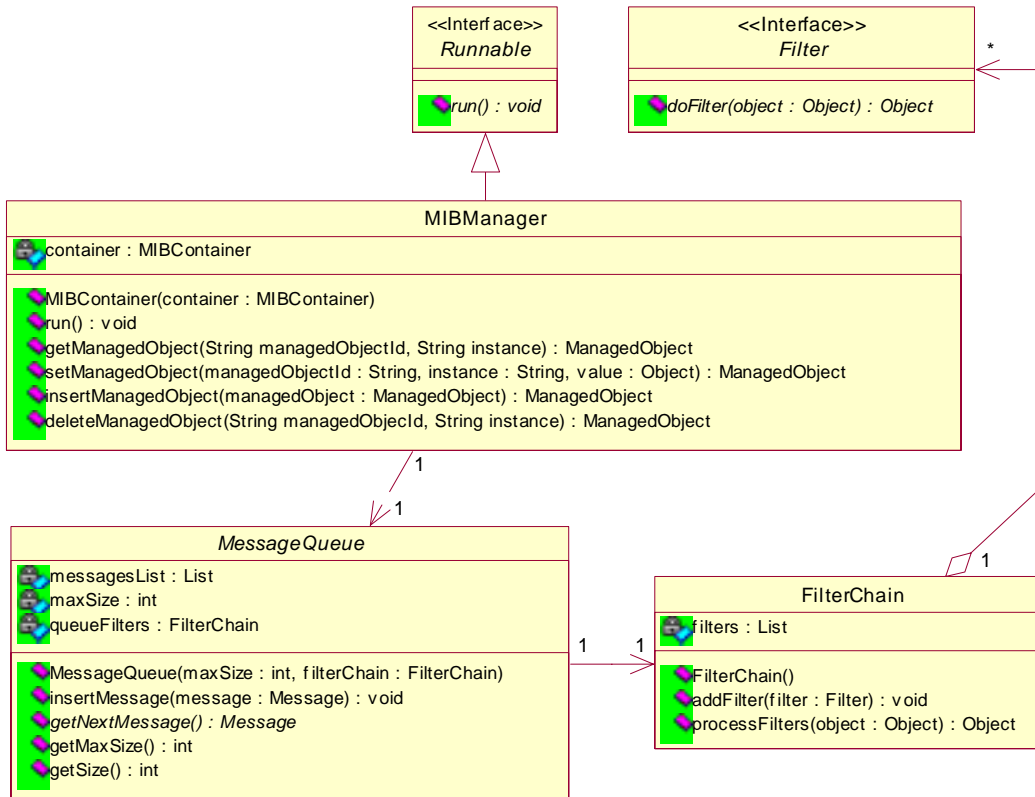 <<Interface>>
Runnable
run() : void
<<Interface>>
Filter
doFilter(object : Object) : Object
*
MIBManager
container : MIBContainer
MIBContainer(container : MIBContainer)
run() : void
getManagedObject(String managedObjectId, String instance) : ManagedObject
setManagedObject(managedObjectId : String, instance : String, value : Object) : ManagedObject
insertManagedObject(managedObject : ManagedObject) : ManagedObject
deleteManagedObject(String managedObjecId, String instance) : ManagedObject
1
1
MessageQueue
messagesList : List
maxSize : int
queueFilters : FilterChain
MessageQueue(maxSize : int, filterChain : FilterChain)
insertMessage(message : Message) : void
getNextMessage() : Message
getMaxSize() : int
getSize() : int
1
1
1
FilterChain
filters : List
FilterChain()
addFilter(filter : Filter) : void
processFilters(object : Object) : Object